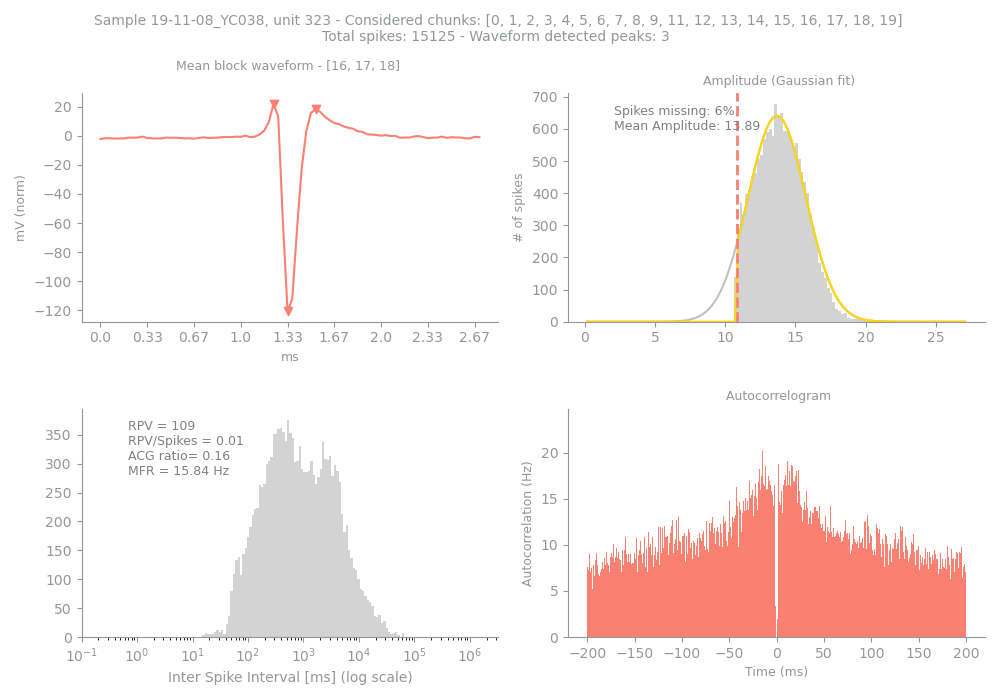 Sample 19-11-08_YC038, unit 323 - Considered chunks: [0, 1, 2, 3, 4, 5, 6, 7, 8, 9, 11, 12, 13, 14, 15, 16, 17, 18, 19]
Total spikes: 15125 - Waveform detected peaks: 3
Mean block waveform - [16, 17, 18]
20
0
−20
−40
−60
−80
−100
−120
mV (norm)
0.0 0.33 0.67 1.0 1.33 1.67 2.0 2.33 2.67
ms
Amplitude (Gaussian fit)
Spikes missing: 6%
Mean Amplitude: 13.89
700
600
500
400
300
200
100
0
# of spikes
0 5 10 15 20 25
RPV = 109
RPV/Spikes = 0.01
ACG ratio= 0.16
MFR = 15.84 Hz
350
300
250
200
150
100
50
0
10⁻¹ 10⁰ 10¹ 10² 10³ 10⁴ 10⁵ 10⁶
Inter Spike Interval [ms] (log scale)
Autocorrelogram
20
15
10
5
0
Autocorrelation (Hz)
−200 −150 −100 −50 0 50 100 150 200
Time (ms)